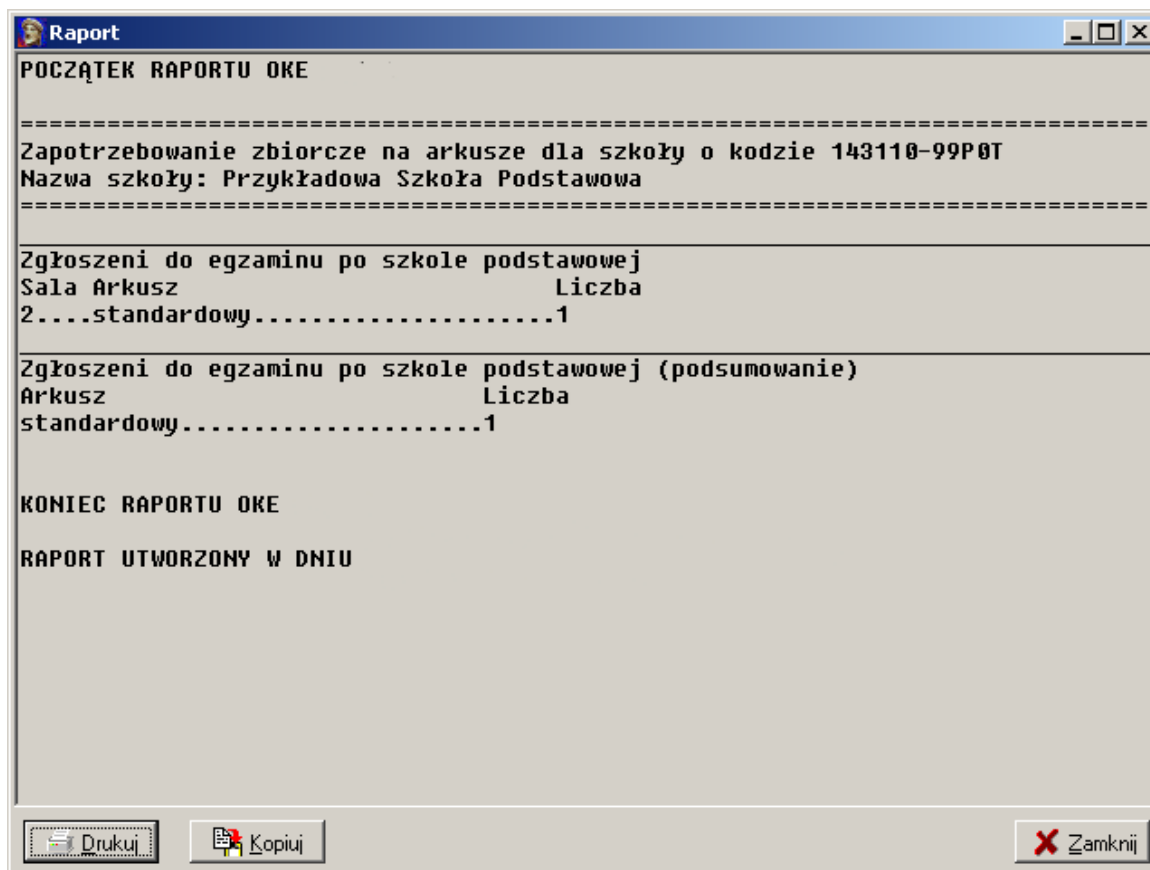 Raport
POCZĄTEK RAPORTU OKE
==============================================================================
Zapotrzebowanie zbiorcze na arkusze dla szkoły o kodzie 143110-99P0T
Nazwa szkoły: Przykładowa Szkoła Podstawowa
==============================================================================
Zgłoszeni do egzaminu po szkole podstawowej
Sala Arkusz Liczba
2....standardowy.....................1
Zgłoszeni do egzaminu po szkole podstawowej (podsumowanie)
Arkusz Liczba
standardowy.....................1
KONIEC RAPORTU OKE
RAPORT UTWORZONY W DNIU
Drukuj Kopiuj Zamknij